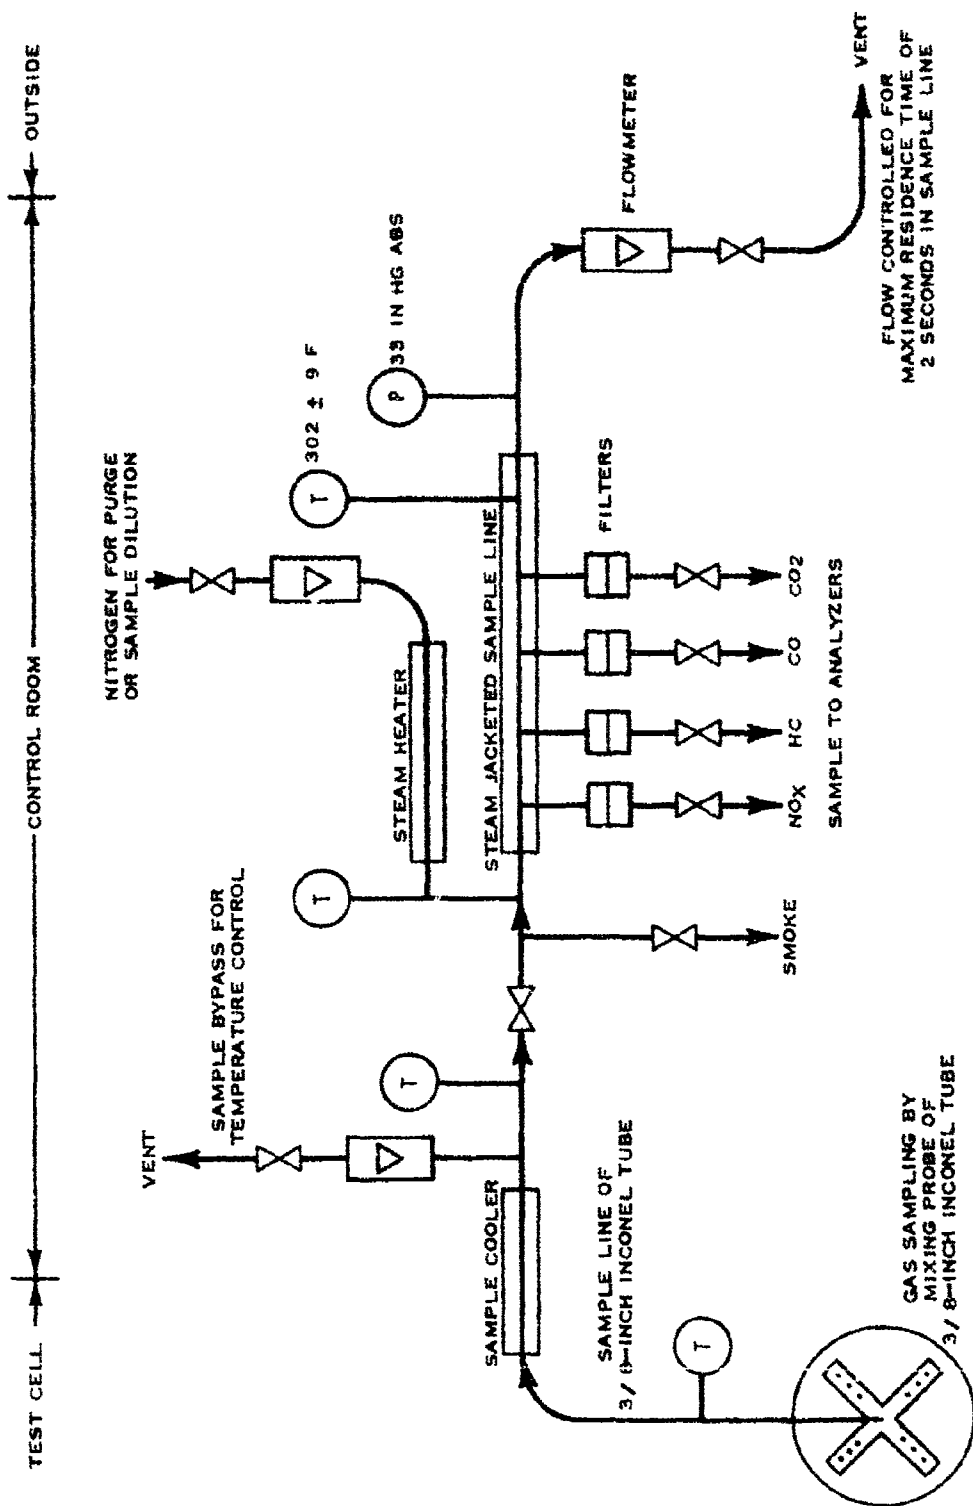 TEST CELL
CONTROL ROOM
OUTSIDE
VENT
SAMPLE BYPASS FOR
TEMPERATURE CONTROL
NITROGEN FOR PURGE
OR SAMPLE DILUTION
T
302 ± 9 F
P
33 IN HG ABS
T
STEAM HEATER
T
SAMPLE COOLER
STEAM JACKETED SAMPLE LINE
FILTERS
FLOWMETER
SAMPLE LINE OF
3/8-INCH INCONEL TUBE
T
SMOKE
NOX
HC
CO
CO2
SAMPLE TO ANALYZERS
VENT
FLOW CONTROLLED FOR
MAXIMUM RESIDENCE TIME OF
2 SECONDS IN SAMPLE LINE
GAS SAMPLING BY
MIXING PROBE OF
3/8-INCH INCONEL TUBE